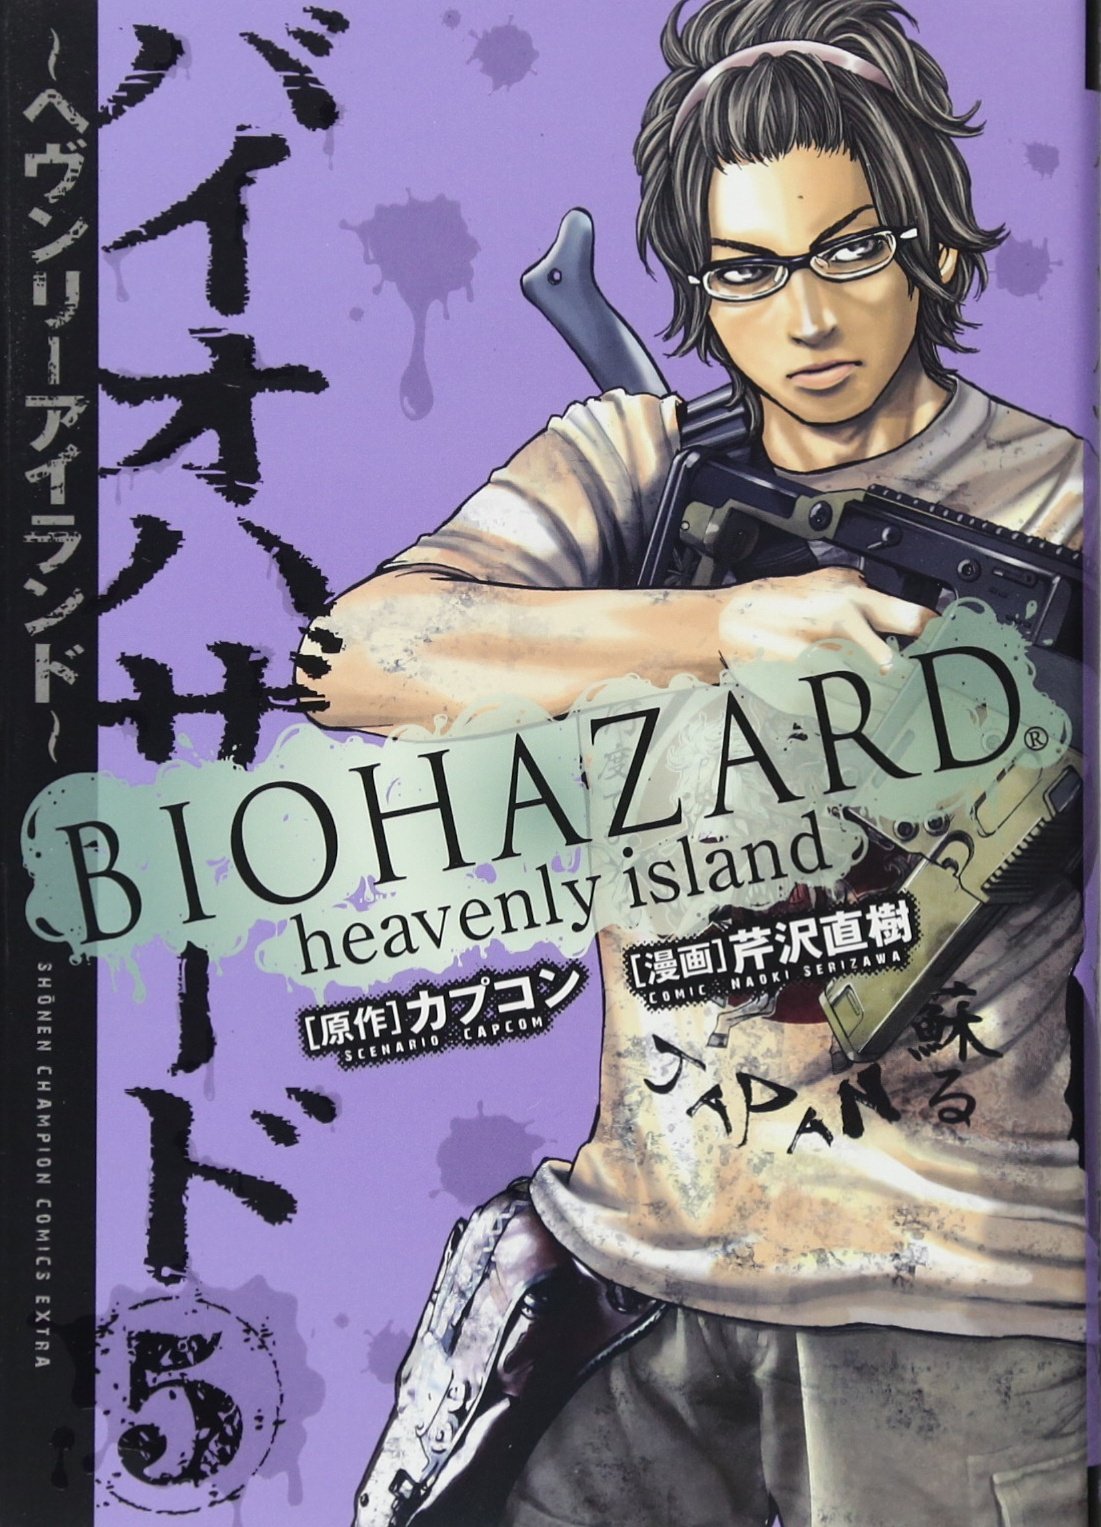 バイオハザード
～ヘヴンリーアイランド～
BIOHAZARD®
heavenly island
[原作]カプコン
SCENARIO CAPCOM
[漫画]芹沢直樹
COMIC NAOKI SERIZAWA
JAPAN
蘇る
5
SHŌNEN CHAMPION COMICS EXTRA